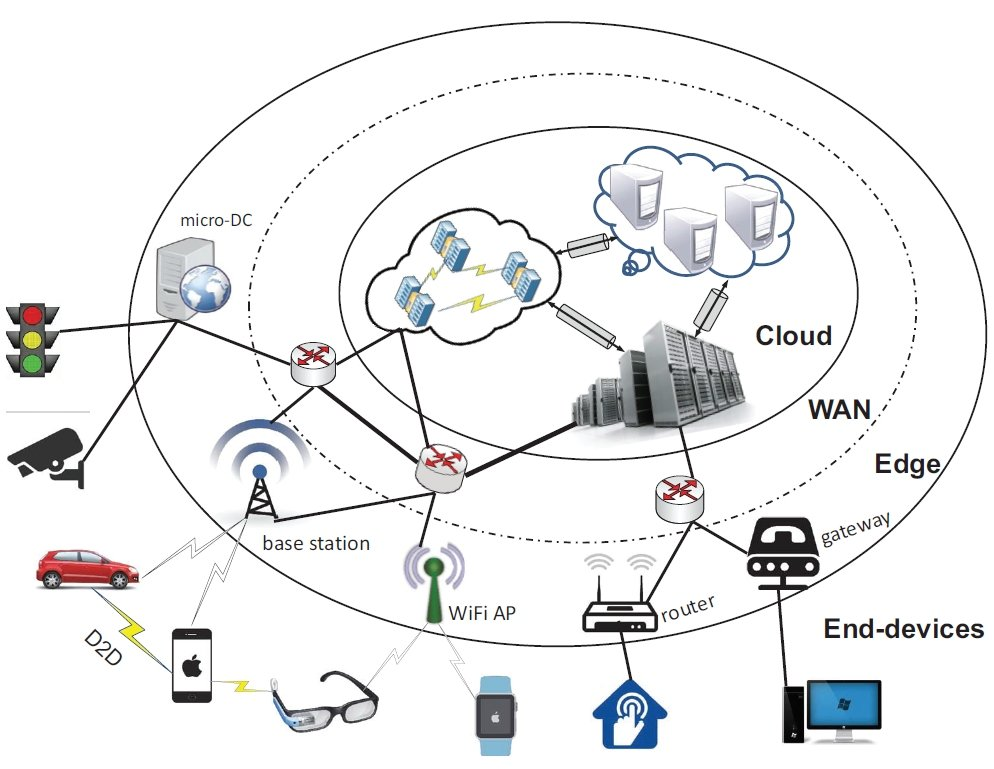 micro-DC
Cloud
WAN
Edge
gateway
base station
WiFi AP
router
End-devices
D2D